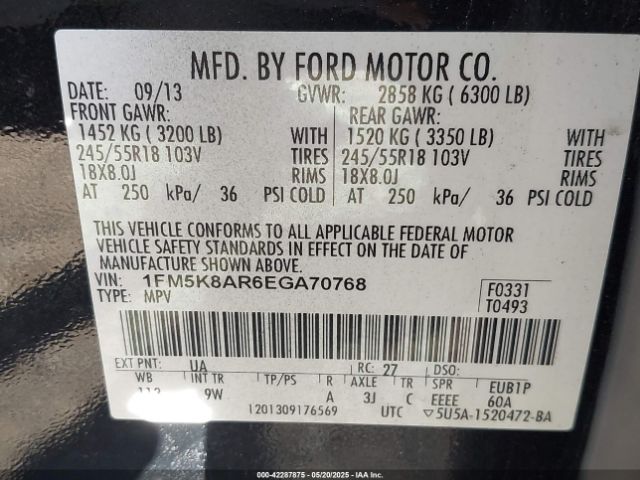 MFD. BY FORD MOTOR CO.
DATE: 09/13 GVWR: 2858 KG ( 6300 LB)
FRONT GAWR: REAR GAWR:
1452 KG ( 3200 LB) WITH 1520 KG ( 3350 LB) WITH
245/55R18 103V TIRES 245/55R18 103V TIRES
18X8.0J RIMS 18X8.0J RIMS
AT 250 kPa/ 36 PSI COLD AT 250 kPa/ 36 PSI COLD
THIS VEHICLE CONFORMS TO ALL APPLICABLE FEDERAL MOTOR
VEHICLE SAFETY STANDARDS IN EFFECT ON THE DATE OF
MANUFACTURE SHOWN ABOVE.
VIN: 1FM5K8AR6EGA70768 F0331
TYPE: MPV T0493
EXT PNT: UA RC: 27 DSO:
WB INT TR TP/PS R AXLE TR SPR EUB1P
9W A 3J C EEEE 60A
1201309176569 UTC ▽5U5A-1520472-BA
00-42287875 - 05/20/2025 - IAAI.COM